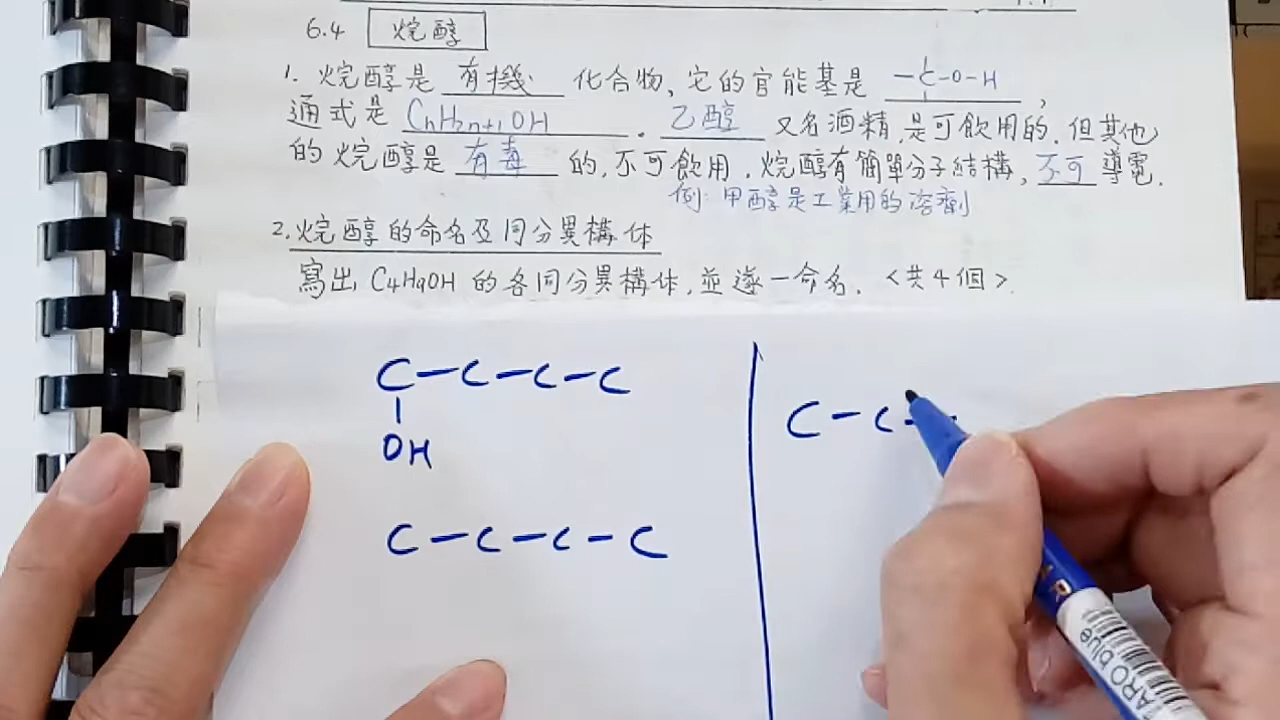 6.4 烷醇
1. 烷醇是 有機 化合物、它的官能基是 -C-O-H ,
通式是 CnH2n+1OH . 乙醇 又名酒精,是可飲用的.但其他
的烷醇是 有毒 的,不可飲用.烷醇有簡單分子結構, 不可 導電.
例: 甲醇是工業用的溶劑
2.烷醇的命名及同分異構体
寫出 C4H9OH 的各同分異構体,並逐一命名. <共4個>.
C-C-C-C
OH
C-C-
C-C-C-C
ARO blue